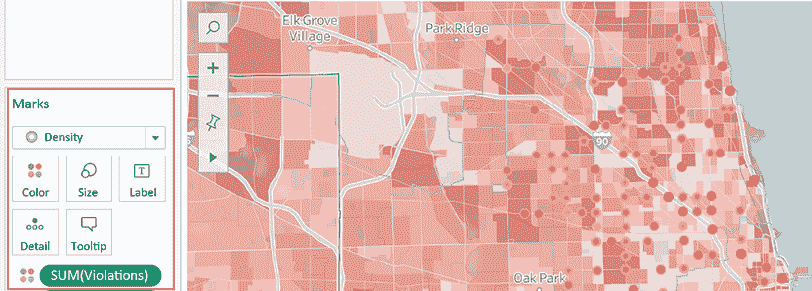 Marks
Density
Color
Size
T
Label
Detail
Tooltip
SUM(Violations)
Elk Grove
Village
Park Ridge
90
Oak Park